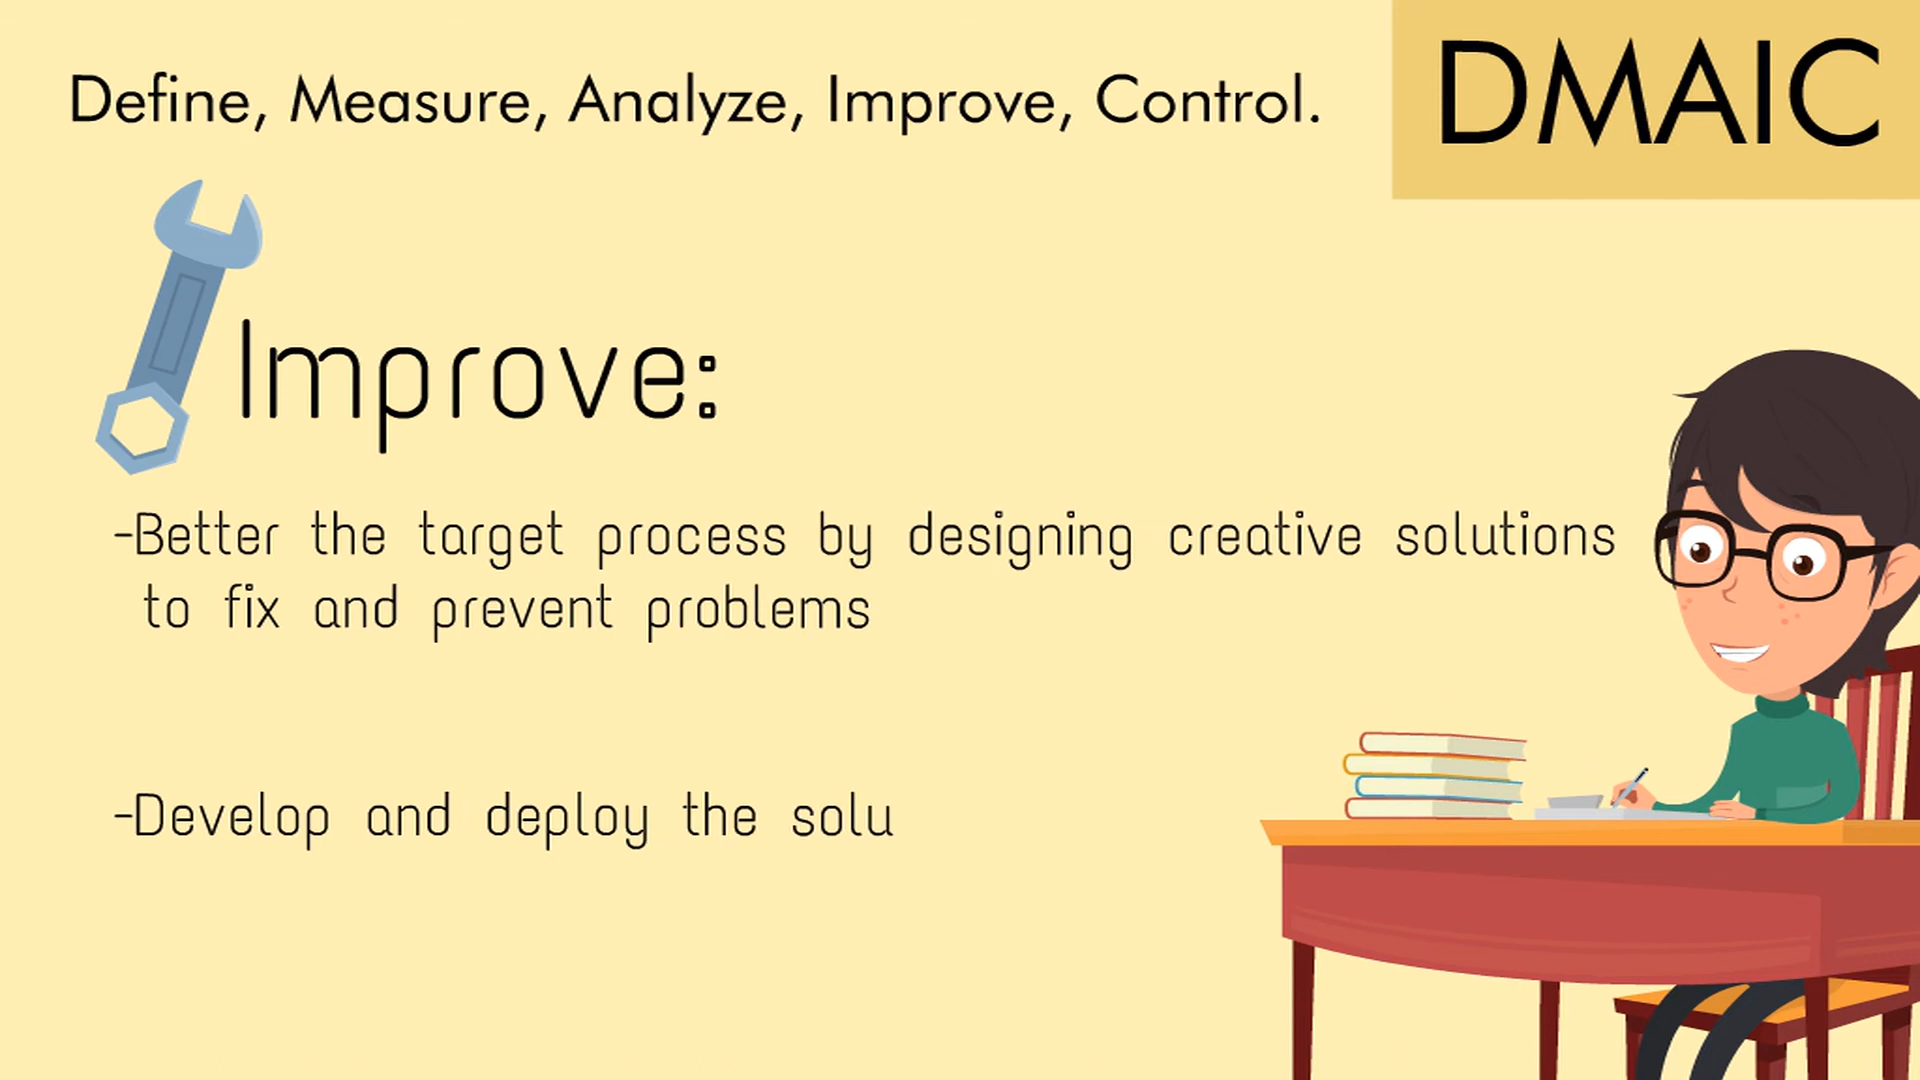 Define, Measure, Analyze, Improve, Control.
DMAIC
Improve:
-Better the target process by designing creative solutions
to fix and prevent problems
-Develop and deploy the solu